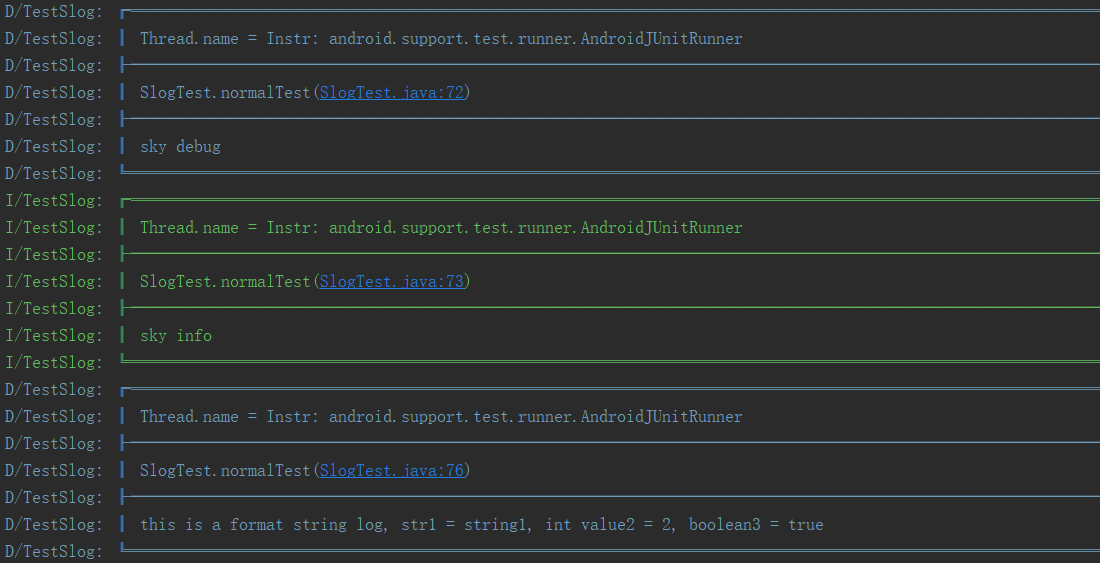 D/TestSlog: ╔════════════════════════════════════════
D/TestSlog: ║ Thread.name = Instr: android.support.test.runner.AndroidJUnitRunner
D/TestSlog: ╟────────────────────────────────────────
D/TestSlog: ║ SlogTest.normalTest(SlogTest.java:72)
D/TestSlog: ╟────────────────────────────────────────
D/TestSlog: ║ sky debug
D/TestSlog: ╚════════════════════════════════════════
I/TestSlog: ╔════════════════════════════════════════
I/TestSlog: ║ Thread.name = Instr: android.support.test.runner.AndroidJUnitRunner
I/TestSlog: ╟────────────────────────────────────────
I/TestSlog: ║ SlogTest.normalTest(SlogTest.java:73)
I/TestSlog: ╟────────────────────────────────────────
I/TestSlog: ║ sky info
I/TestSlog: ╚════════════════════════════════════════
D/TestSlog: ╔════════════════════════════════════════
D/TestSlog: ║ Thread.name = Instr: android.support.test.runner.AndroidJUnitRunner
D/TestSlog: ╟────────────────────────────────────────
D/TestSlog: ║ SlogTest.normalTest(SlogTest.java:76)
D/TestSlog: ╟────────────────────────────────────────
D/TestSlog: ║ this is a format string log, str1 = string1, int value2 = 2, boolean3 = true
D/TestSlog: ╚════════════════════════════════════════